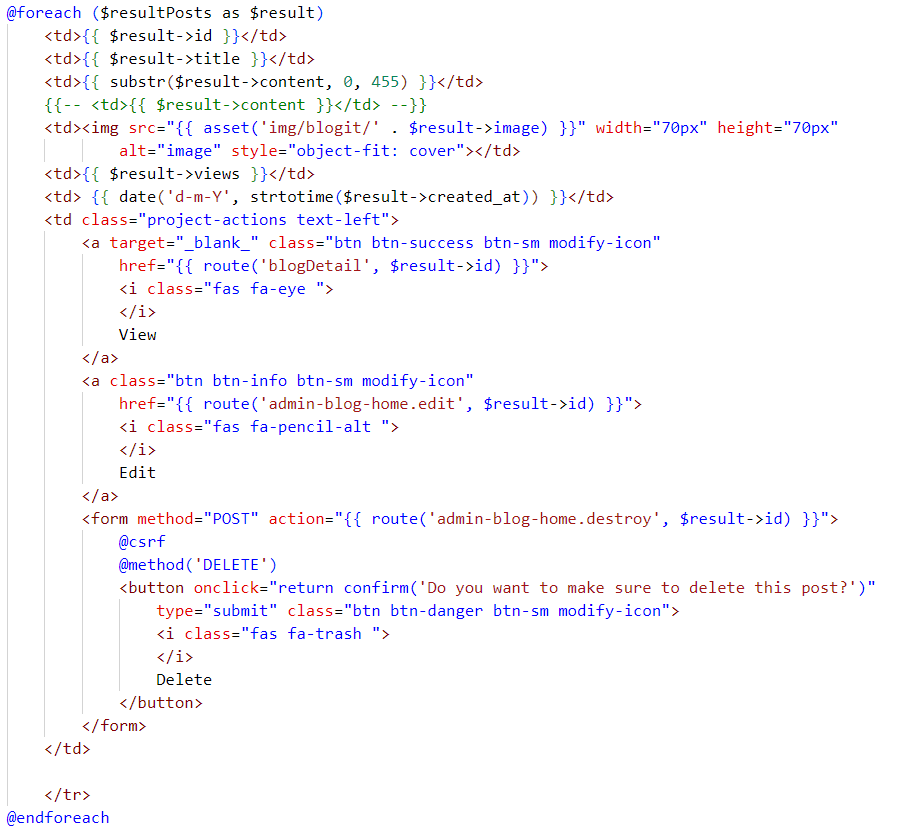 @foreach ($resultPosts as $result)
<td>{{ $result->id }}</td>
<td>{{ $result->title }}</td>
<td>{{ substr($result->content, 0, 455) }}</td>
{{-- <td>{{ $result->content }}</td> --}}
<td><img src="{{ asset('img/blogit/' . $result->image) }}" width="70px" height="70px"
alt="image" style="object-fit: cover"></td>
<td>{{ $result->views }}</td>
<td> {{ date('d-m-Y', strtotime($result->created_at)) }}</td>
<td class="project-actions text-left">
<a target="_blank_" class="btn btn-success btn-sm modify-icon"
href="{{ route('blogDetail', $result->id) }}">
<i class="fas fa-eye ">
</i>
View
</a>
<a class="btn btn-info btn-sm modify-icon"
href="{{ route('admin-blog-home.edit', $result->id) }}">
<i class="fas fa-pencil-alt ">
</i>
Edit
</a>
<form method="POST" action="{{ route('admin-blog-home.destroy', $result->id) }}">
@csrf
@method('DELETE')
<button onclick="return confirm('Do you want to make sure to delete this post?')"
type="submit" class="btn btn-danger btn-sm modify-icon">
<i class="fas fa-trash ">
</i>
Delete
</button>
</form>
</td>
</tr>
@endforeach